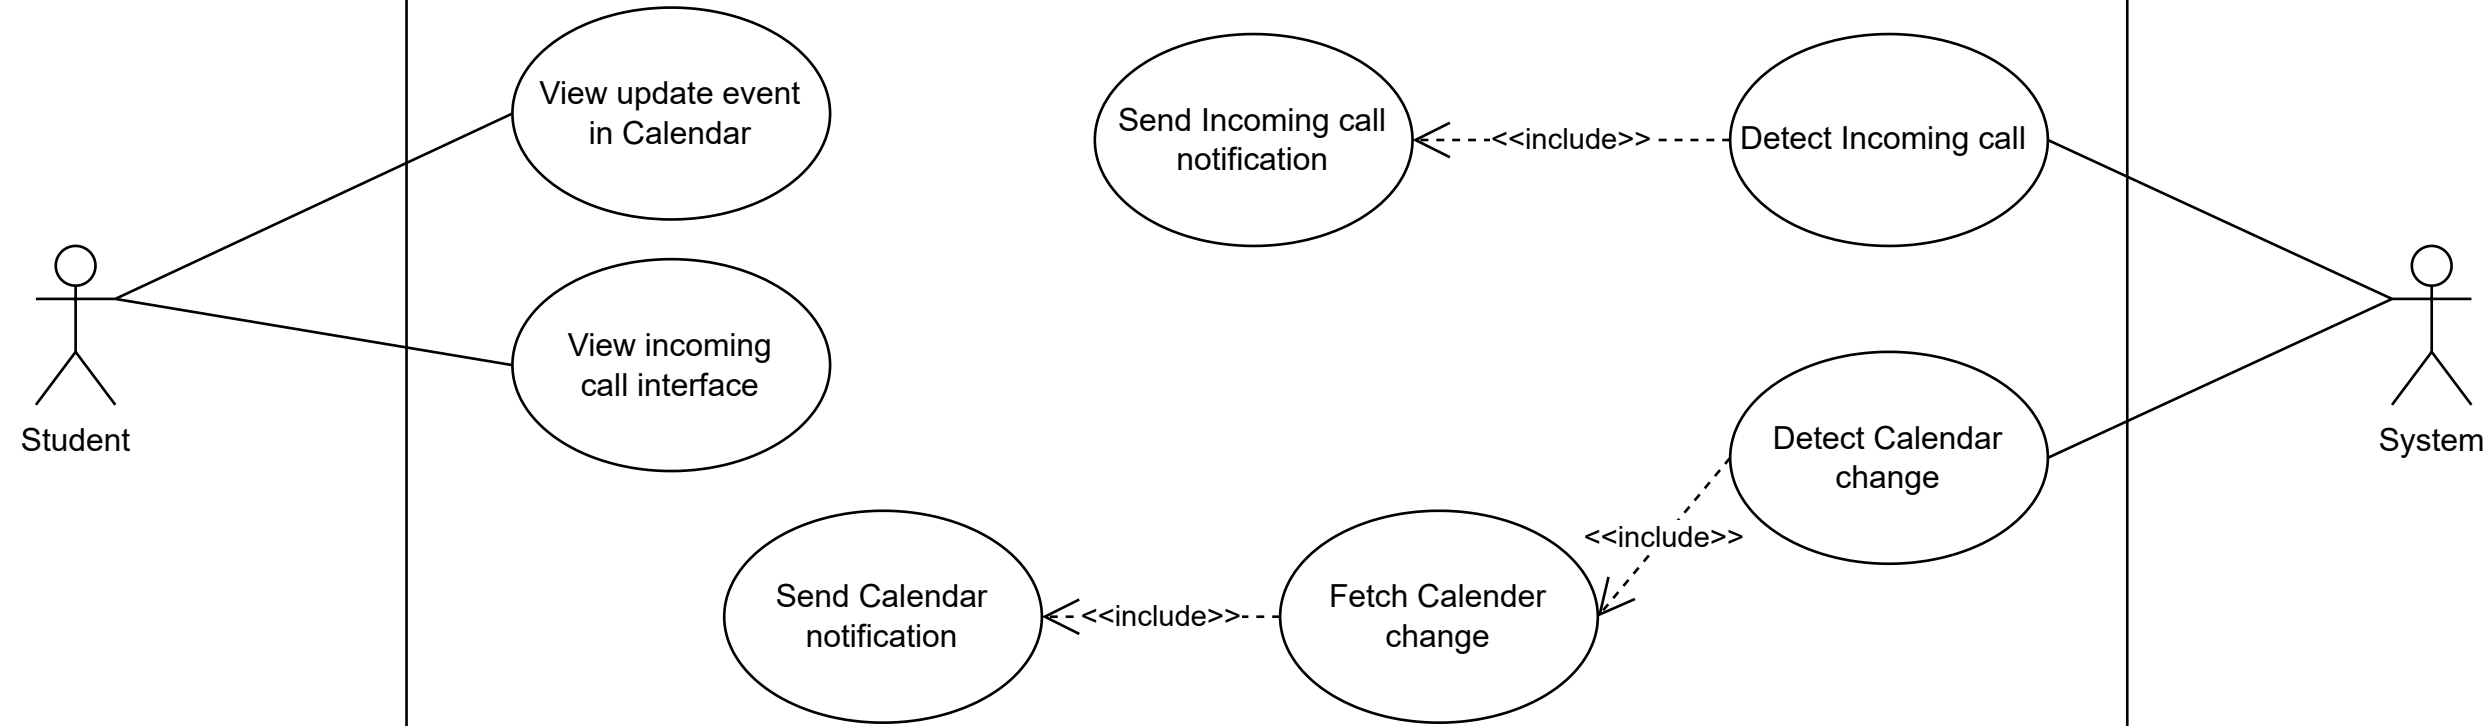 View update event
in Calendar
Send Incoming call
notification
<<include>>
Detect Incoming call
View incoming
call interface
Student
System
Detect Calendar
change
<<include>>
Send Calendar
notification
<<include>>
Fetch Calender
change